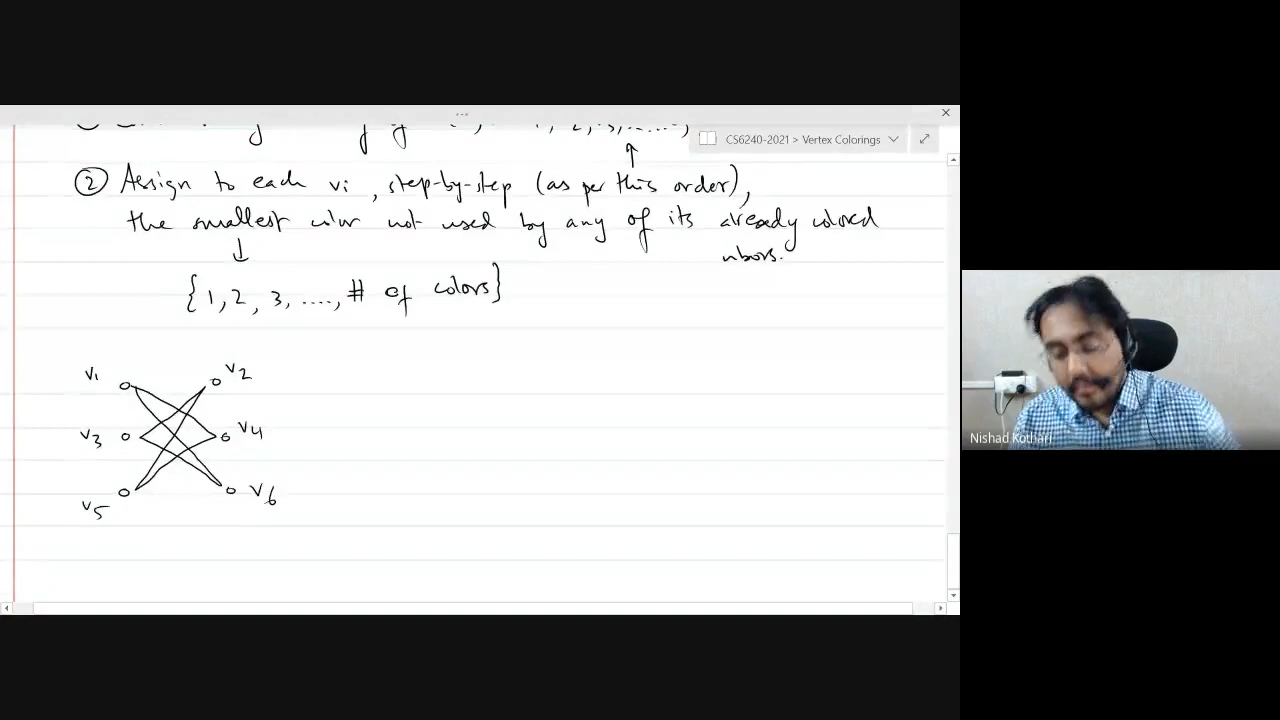 CS6240-2021 > Vertex Colorings
② Assign to each vi, step-by-step (as per this order),
the smallest color not used by any of its already colored
nbors.
↓
{1, 2, 3, ...., # of colors}
v1
v2
v3
v4
v5
v6
Nishad Kothari